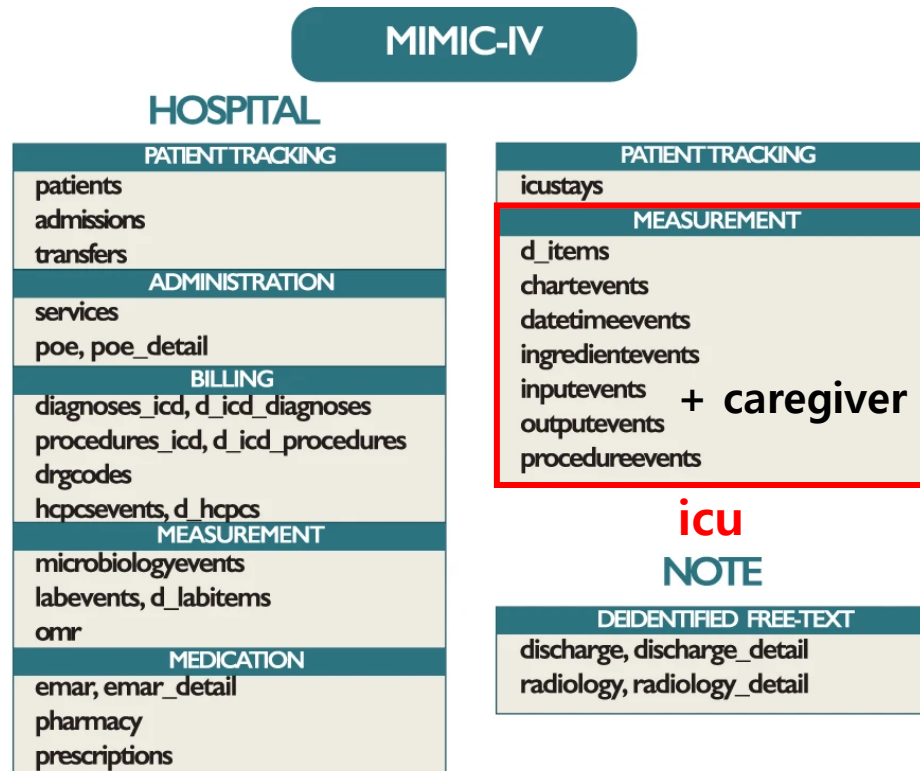 MIMIC-IV
HOSPITAL
PATIENT TRACKING
patients
admissions
transfers
ADMINISTRATION
services
poe, poe_detail
BILLING
diagnoses_icd, d_icd_diagnoses
procedures_icd, d_icd_procedures
drgcodes
hcpcsevents, d_hcpcs
MEASUREMENT
microbiologyevents
labevents, d_labitems
omr
MEDICATION
emar, emar_detail
pharmacy
prescriptions
PATIENT TRACKING
icustays
MEASUREMENT
d_items
chartevents
datetimeevents
ingredientevents
inputevents
+ caregiver
outputevents
procedureevents
icu
NOTE
DEIDENTIFIED FREE-TEXT
discharge, discharge_detail
radiology, radiology_detail